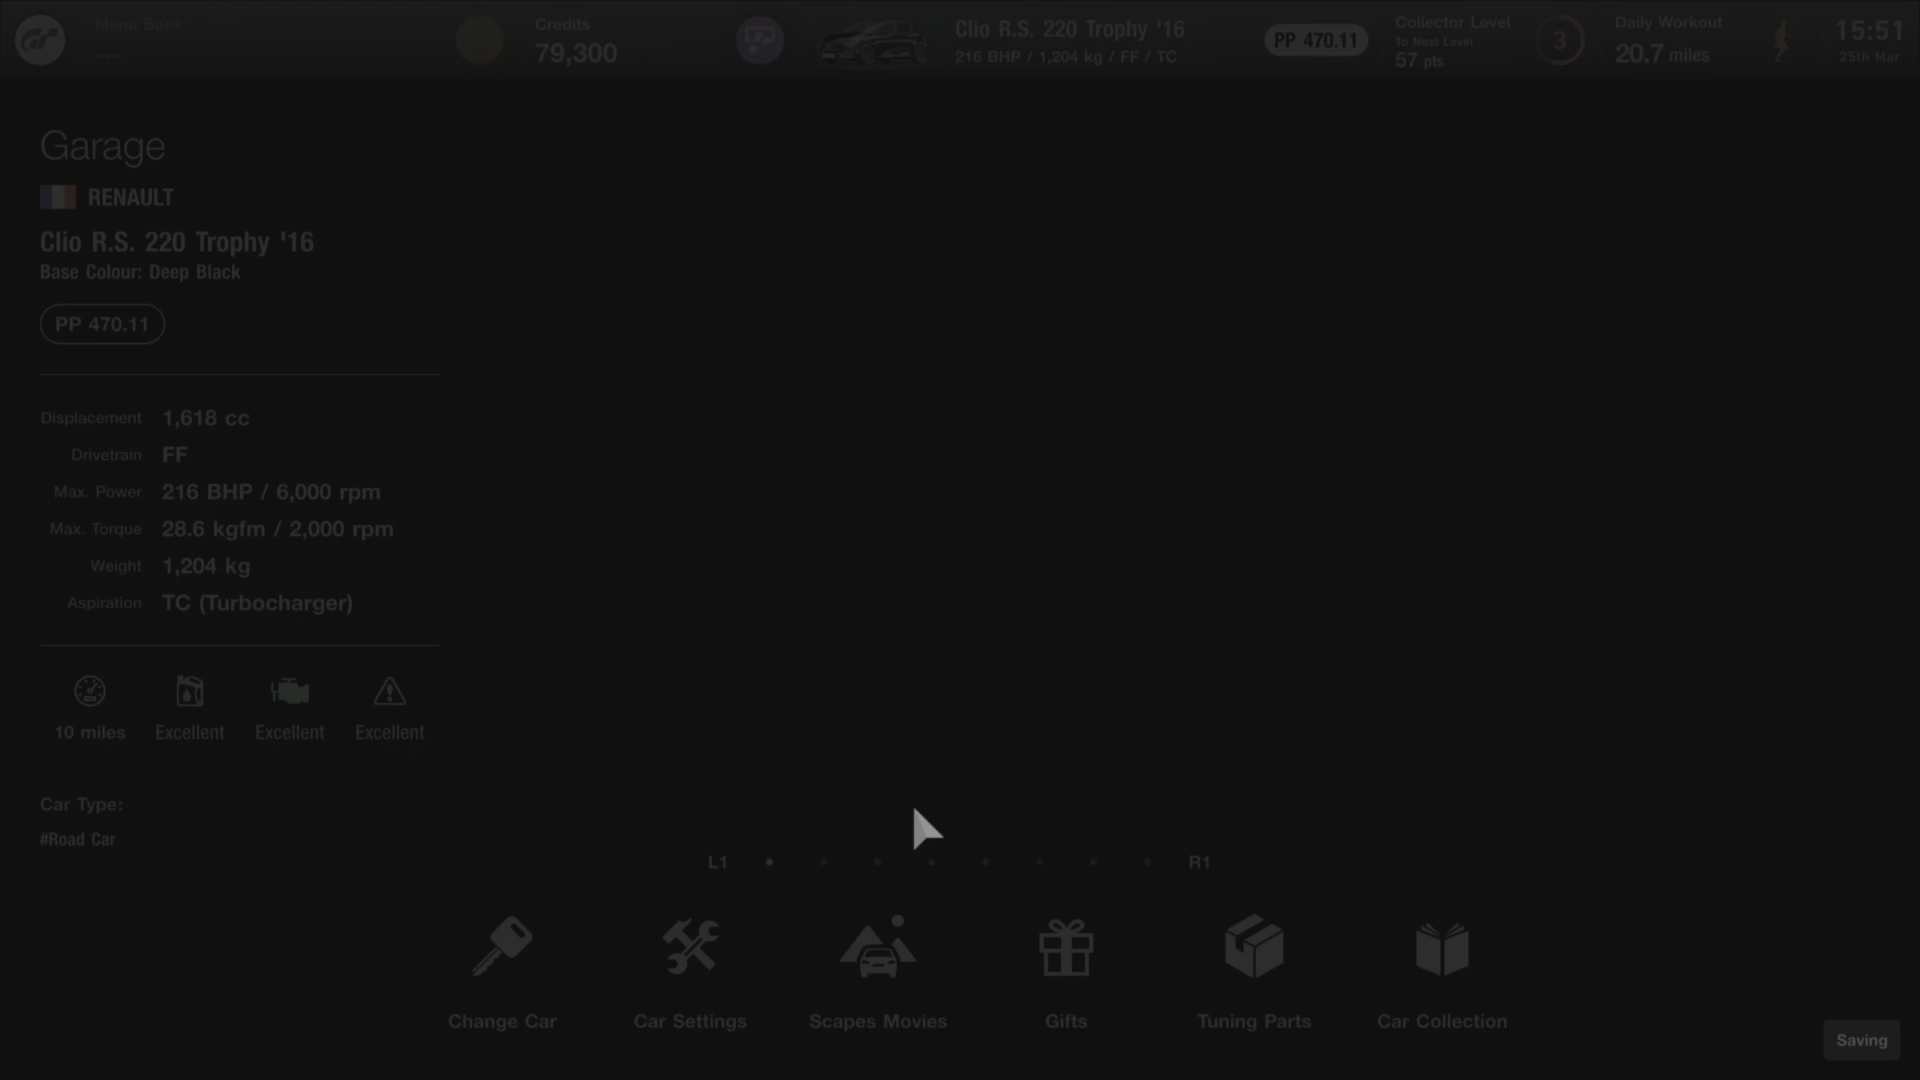 Menu Book
---
Credits
79,300
Clio R.S. 220 Trophy '16
216 BHP / 1,204 kg / FF / TC
PP 470.11
Collector Level
To Next Level
57 pts
3
Daily Workout
20.7 miles
15:51
25th Mar
Garage
RENAULT
Clio R.S. 220 Trophy '16
Base Colour: Deep Black
PP 470.11
Displacement 1,618 cc
Drivetrain FF
Max. Power 216 BHP / 6,000 rpm
Max. Torque 28.6 kgfm / 2,000 rpm
Weight 1,204 kg
Aspiration TC (Turbocharger)
10 miles Excellent Excellent Excellent
Car Type:
#Road Car
L1 R1
Change Car Car Settings Scapes Movies Gifts Tuning Parts Car Collection
Saving